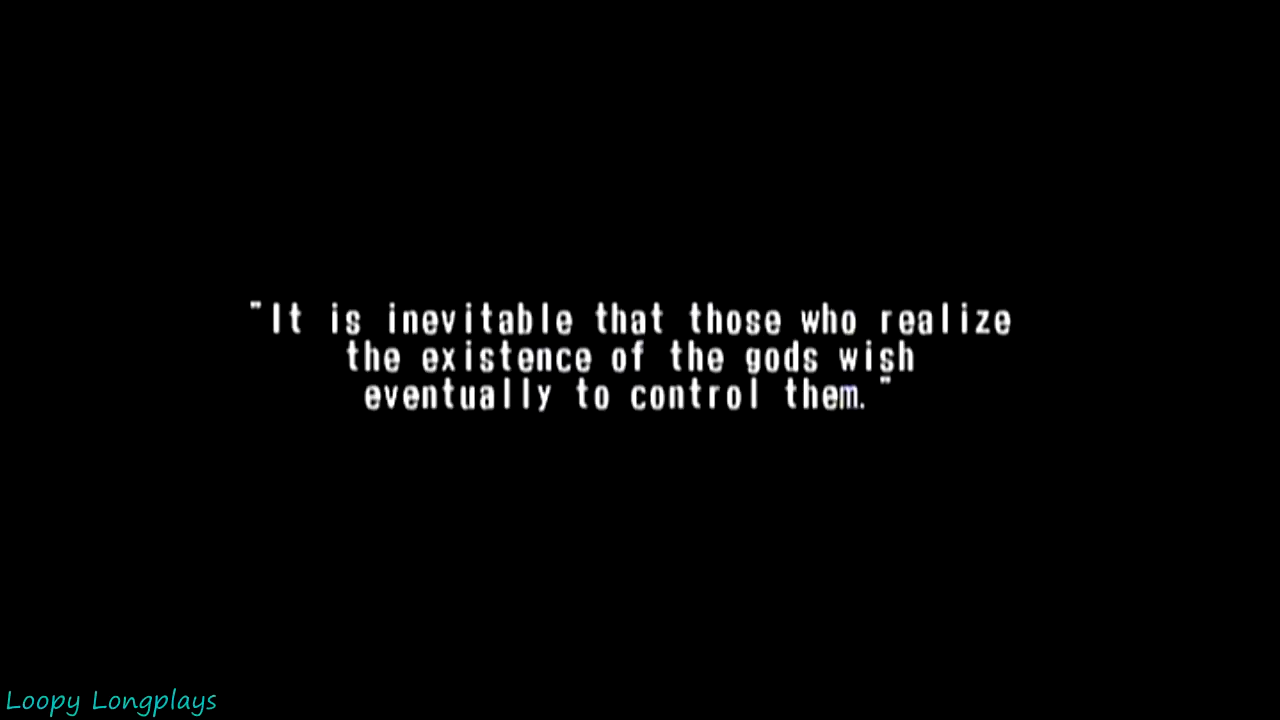 "It is inevitable that those who realize
the existence of the gods wish
eventually to control them."
Loopy Longplays